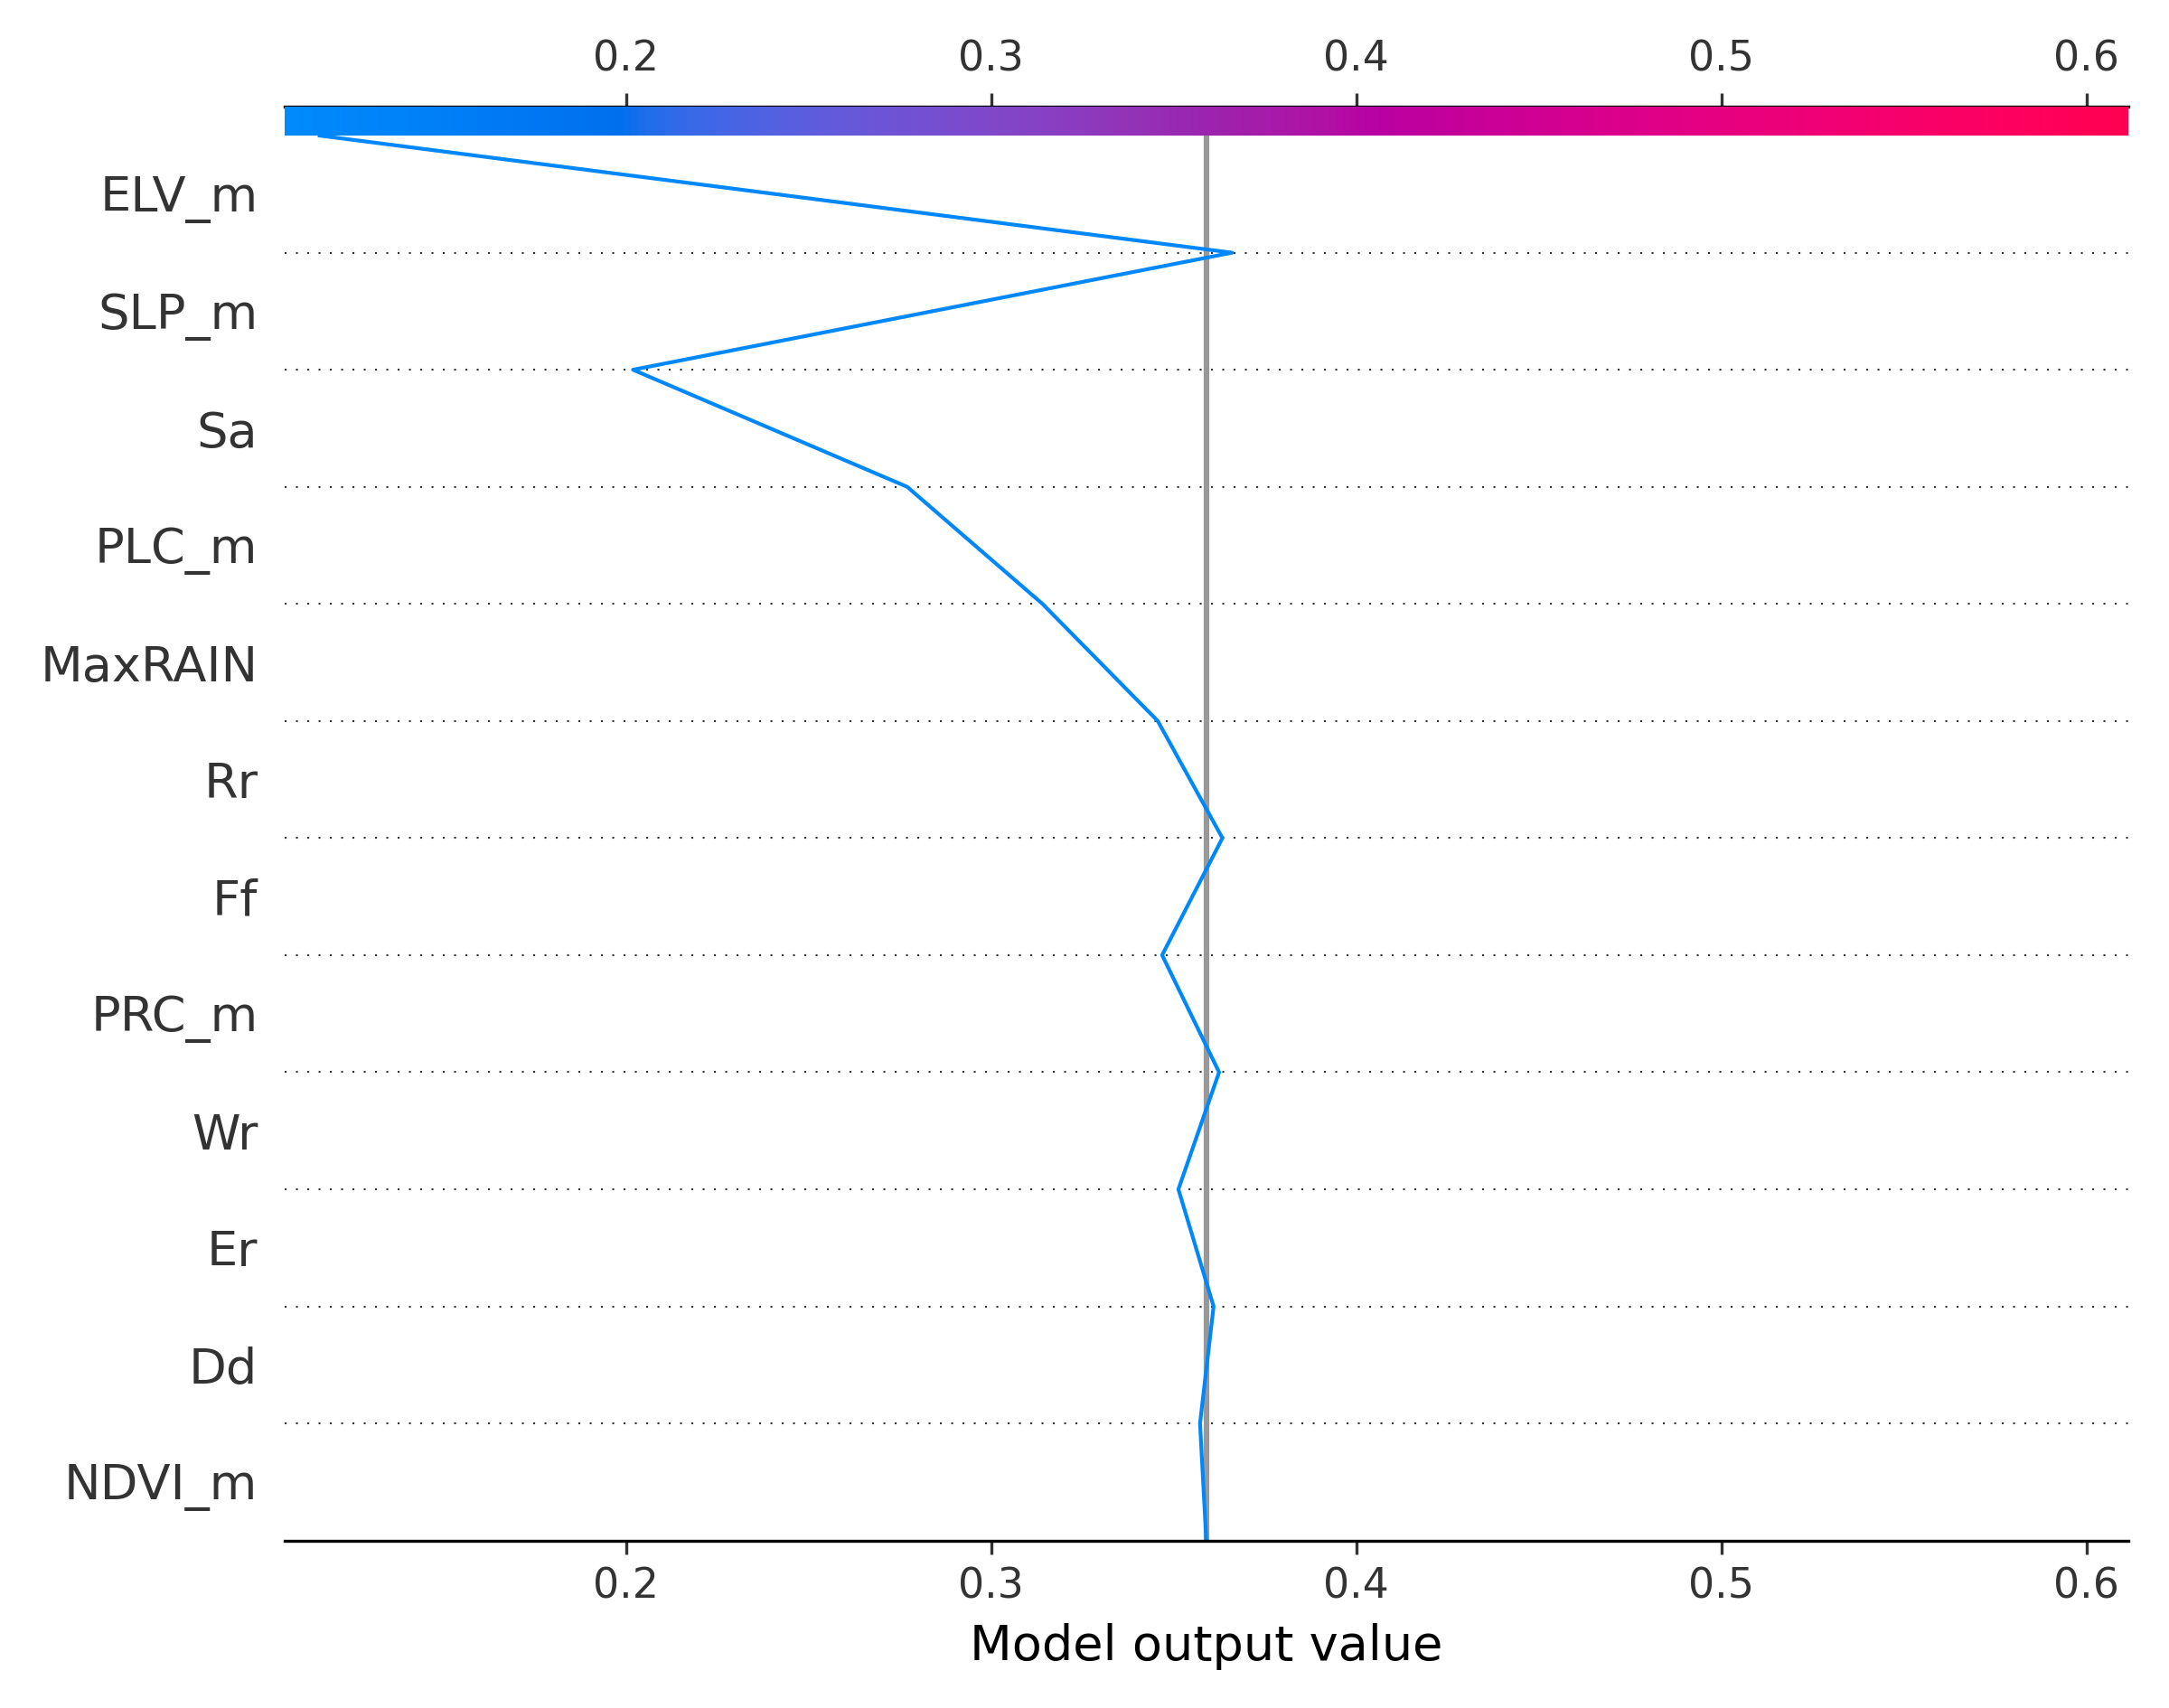 0.2 0.3 0.4 0.5 0.6
ELV_m
SLP_m
Sa
PLC_m
MaxRAIN
Rr
Ff
PRC_m
Wr
Er
Dd
NDVI_m
0.2 0.3 0.4 0.5 0.6
Model output value